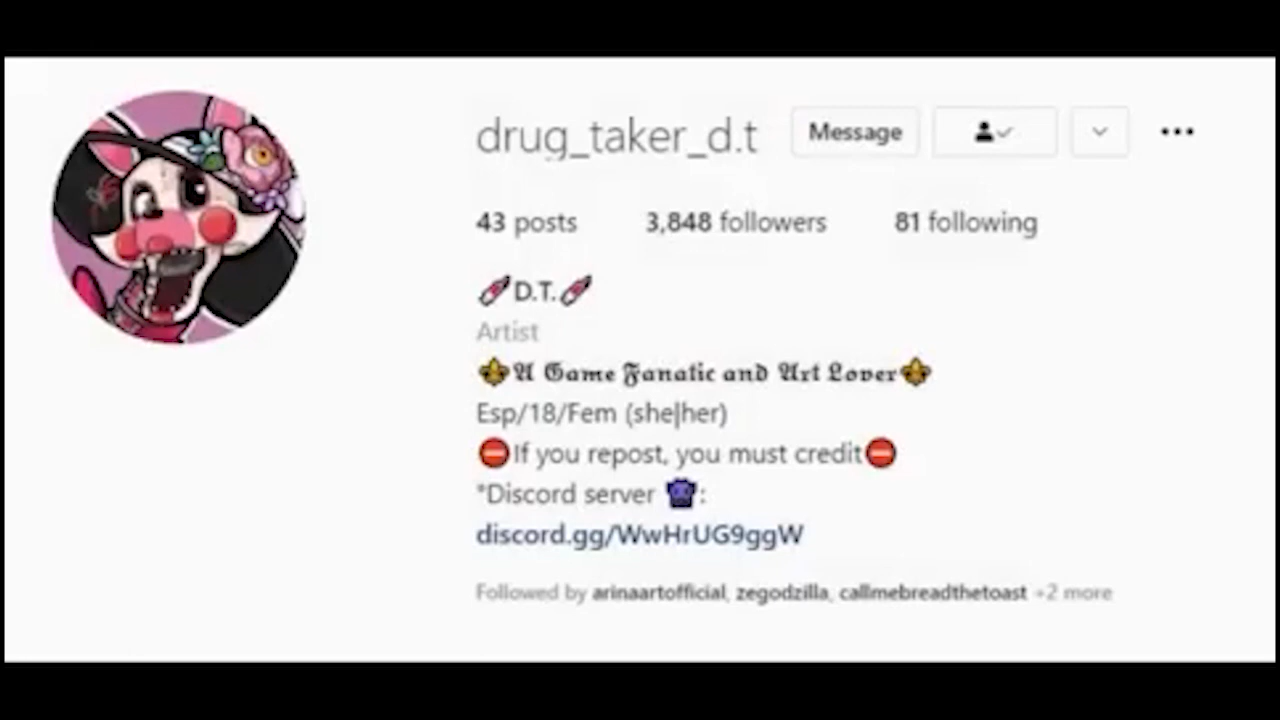 drug_taker_d.t Message
43 posts 3,848 followers 81 following
D.T.
Artist
𝕬 𝕲𝖆𝖒𝖊 𝕱𝖆𝖓𝖆𝖙𝖎𝖈 𝖆𝖓𝖉 𝕬𝖗𝖙 𝕷𝖔𝖛𝖊𝖗
Esp/18/Fem (she|her)
⛔If you repost, you must credit⛔
*Discord server :
discord.gg/WwHrUG9ggW
Followed by arinaartofficial, zegodzilla, callmebreadthetoast +2 more